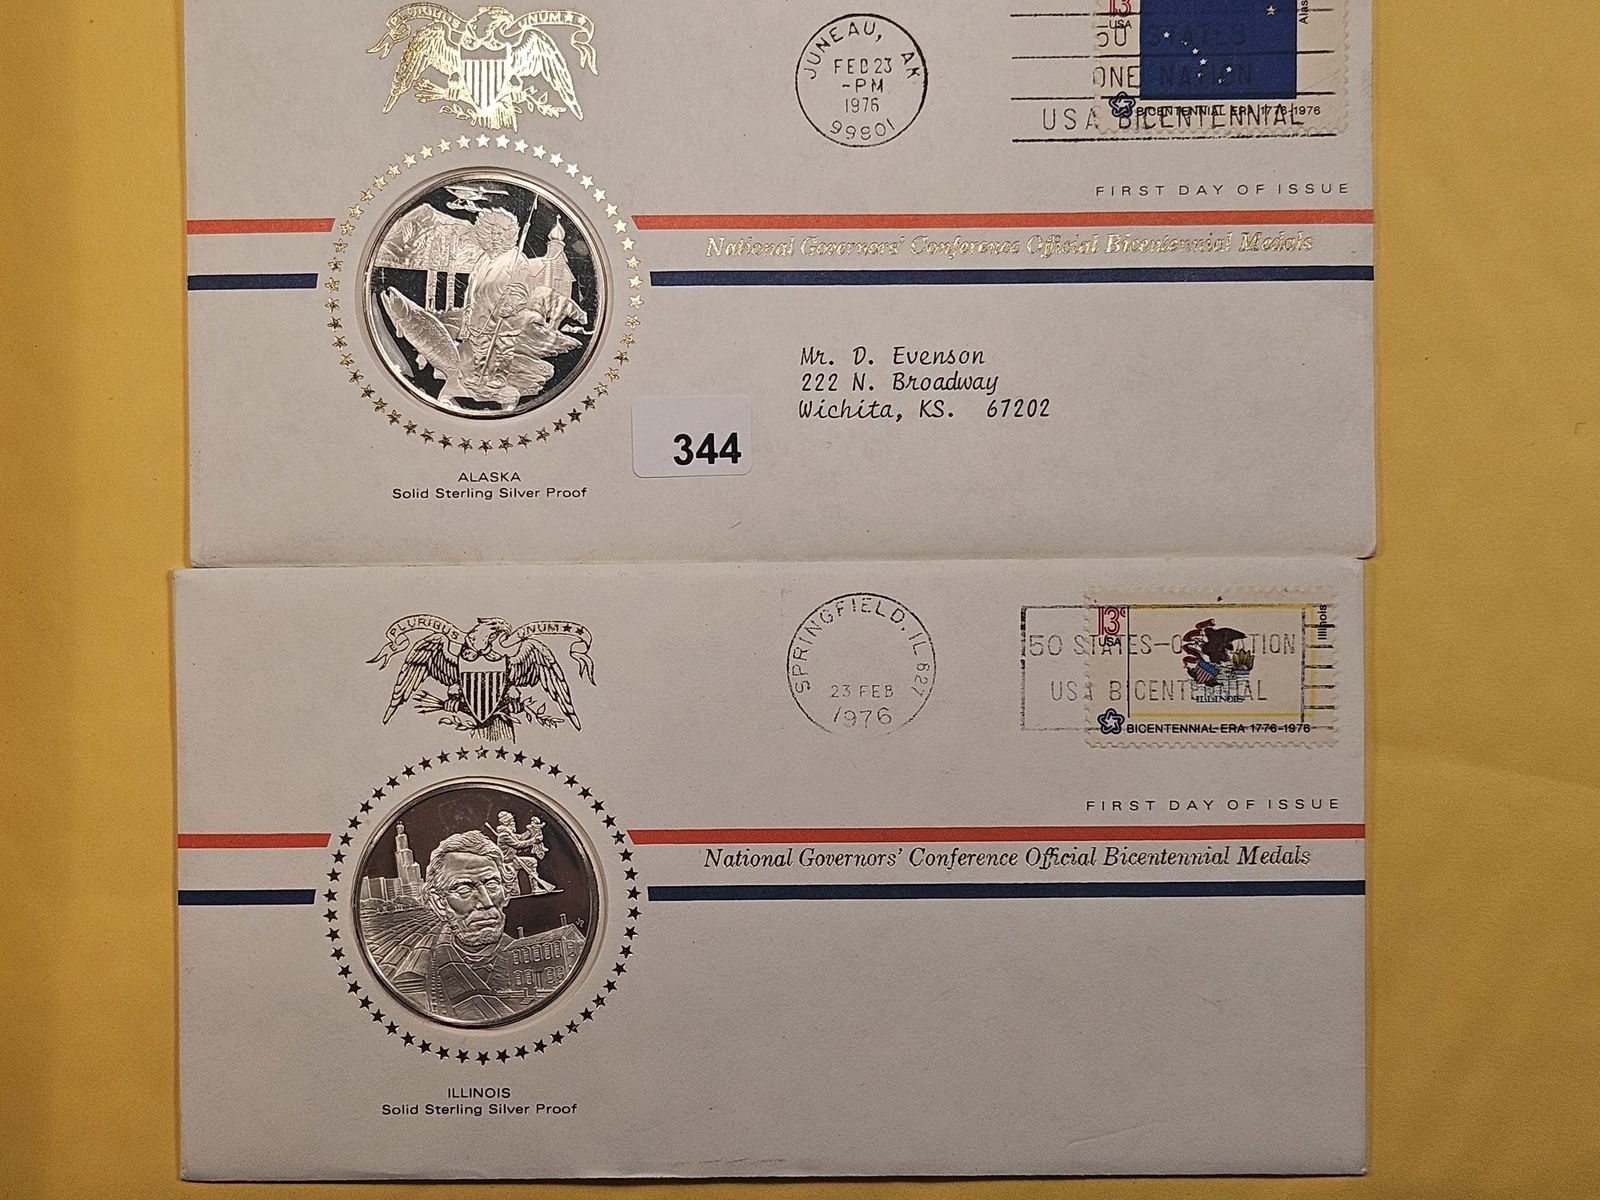 E PLURIBUS UNUM
JUNEAU, AK
FEB 23
-PM
1976
99801
13
USA
50 STATES
ONE NATION
USA BICENTENNIAL
Alas
BICENTENNIAL ERA 1776-1976
FIRST DAY OF ISSUE
National Governors' Conference Official Bicentennial Medals
Mr. D. Evenson
222 N. Broadway
Wichita, KS. 67202
344
ALASKA
Solid Sterling Silver Proof
E PLURIBUS UNUM
SPRINGFIELD, IL 627
23 FEB
1976
13c
USA
Illinois
50 STATES-O NATION
USA BICENTENNIAL
ILLINOIS
BICENTENNIAL ERA 1776-1976
FIRST DAY OF ISSUE
National Governors' Conference Official Bicentennial Medals
ILLINOIS
Solid Sterling Silver Proof